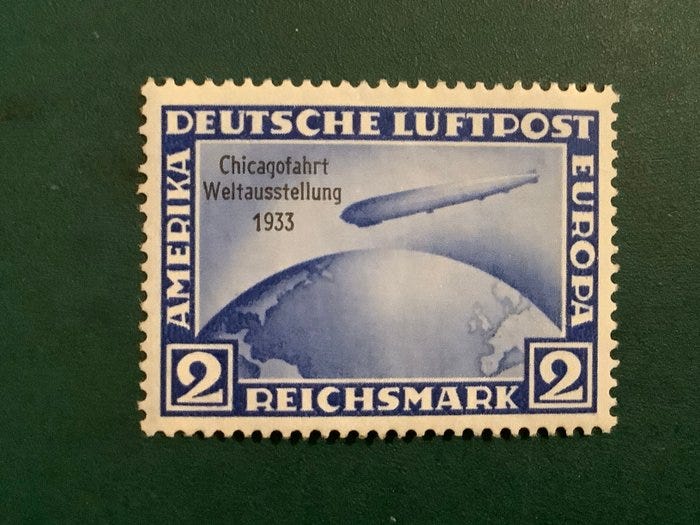 DEUTSCHE LUFTPOST
Chicagofahrt
Weltausstellung
1933
AMERIKA
EUROPA
2 REICHSMARK 2